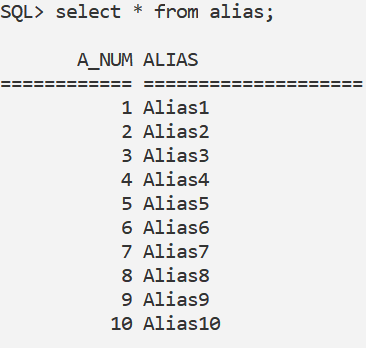 SQL> select * from alias;
A_NUM ALIAS
============ ====================
1 Alias1
2 Alias2
3 Alias3
4 Alias4
5 Alias5
6 Alias6
7 Alias7
8 Alias8
9 Alias9
10 Alias10